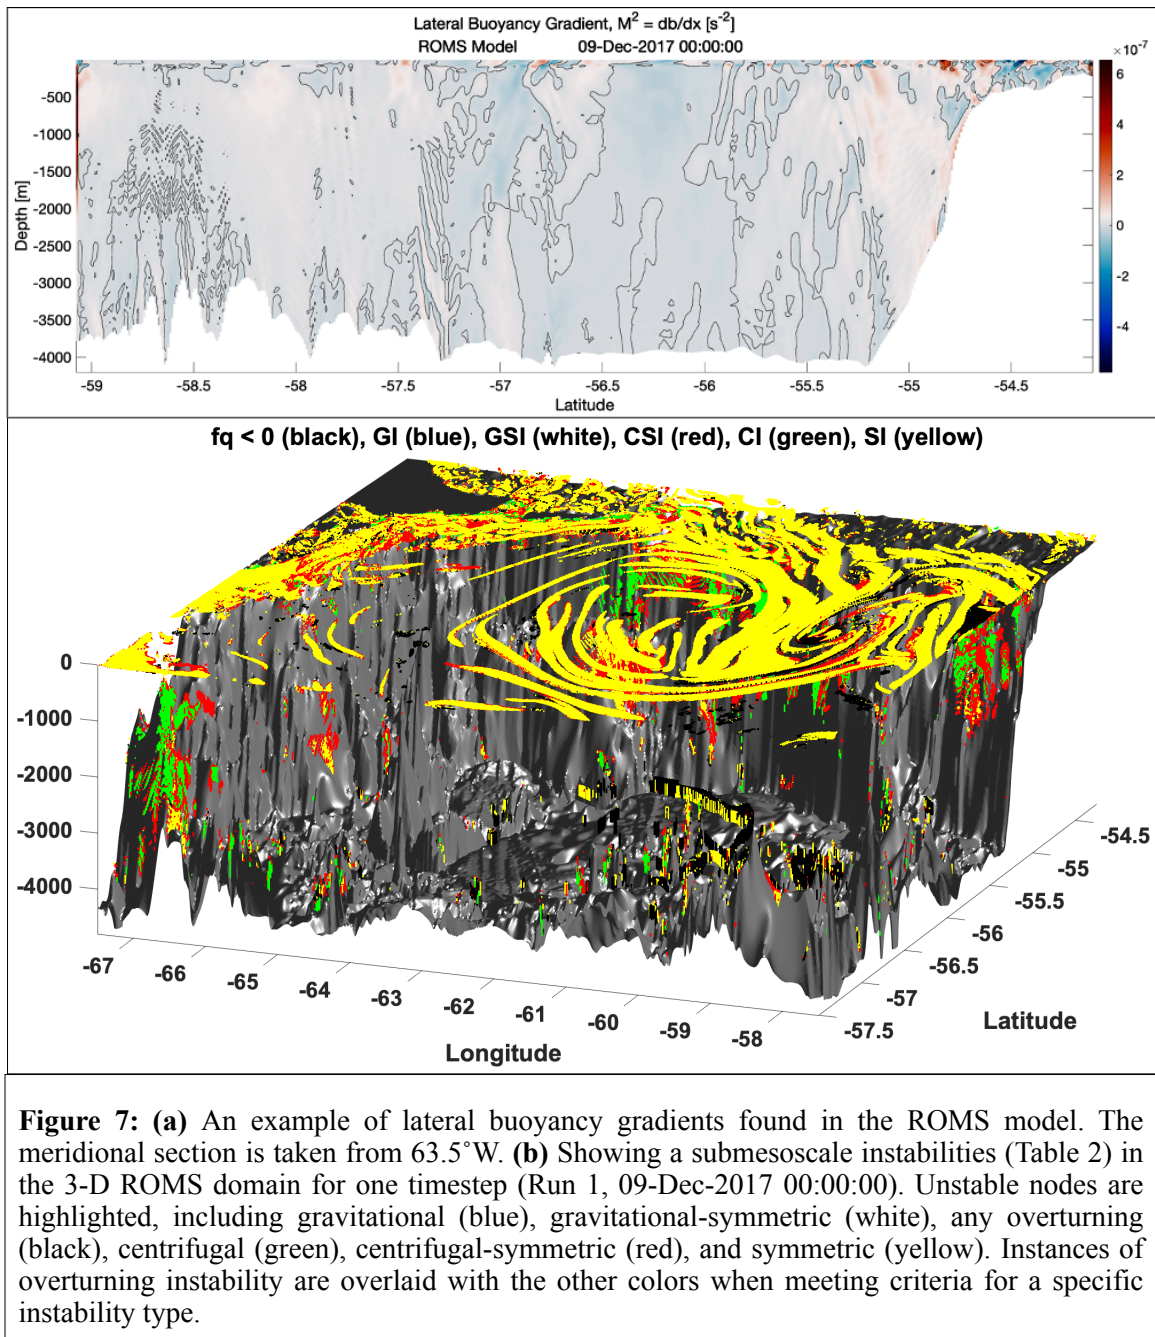 Lateral Buoyancy Gradient, M² = db/dx [s⁻²]
ROMS Model 09-Dec-2017 00:00:00
×10⁻⁷
6
4
2
0
-2
-4
Depth [m]
-500
-1000
-1500
-2000
-2500
-3000
-3500
-4000
-59 -58.5 -58 -57.5 -57 -56.5 -56 -55.5 -55 -54.5
Latitude
fq < 0 (black), GI (blue), GSI (white), CSI (red), CI (green), SI (yellow)
0
-1000
-2000
-3000
-4000
-67 -66 -65 -64 -63 -62 -61 -60 -59 -58
Longitude
-54.5
-55
-55.5
-56
-56.5
-57
-57.5
Latitude
Figure 7: (a) An example of lateral buoyancy gradients found in the ROMS model. The
meridional section is taken from 63.5˚W. (b) Showing a submesoscale instabilities (Table 2) in
the 3-D ROMS domain for one timestep (Run 1, 09-Dec-2017 00:00:00). Unstable nodes are
highlighted, including gravitational (blue), gravitational-symmetric (white), any overturning
(black), centrifugal (green), centrifugal-symmetric (red), and symmetric (yellow). Instances of
overturning instability are overlaid with the other colors when meeting criteria for a specific
instability type.